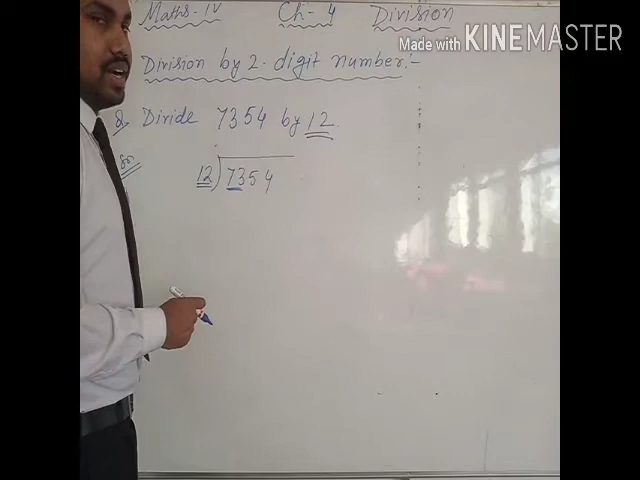 Maths-IV Ch-4 Division
Made with KINEMASTER
Division by 2-digit number:-
Q Divide 7354 by 12.
Sol
12)7354